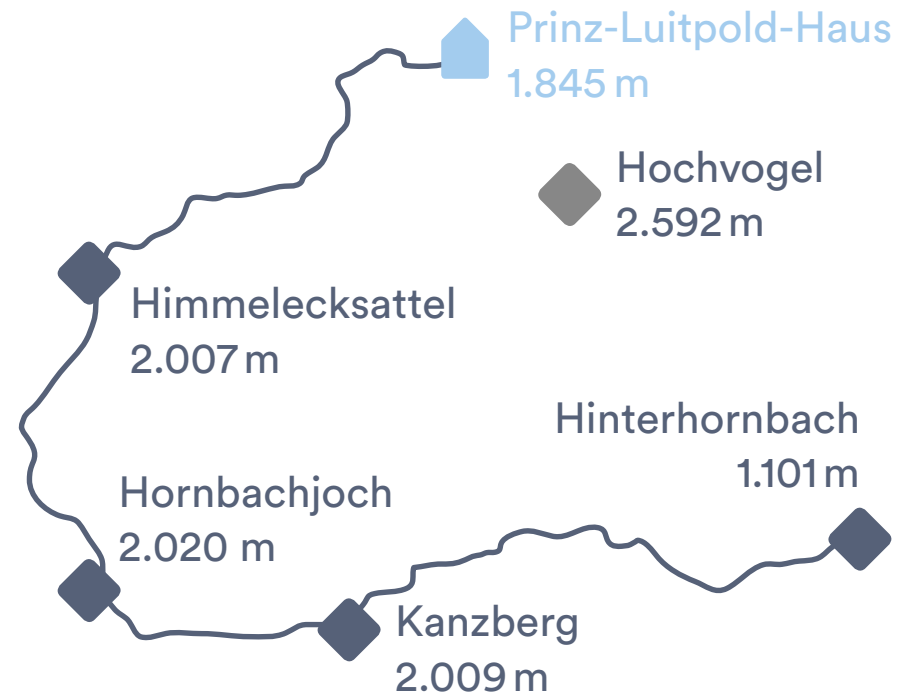 Prinz-Luitpold-Haus
1.845 m
Hochvogel
2.592 m
Himmelecksattel
2.007 m
Hinterhornbach
1.101 m
Hornbachjoch
2.020 m
Kanzberg
2.009 m